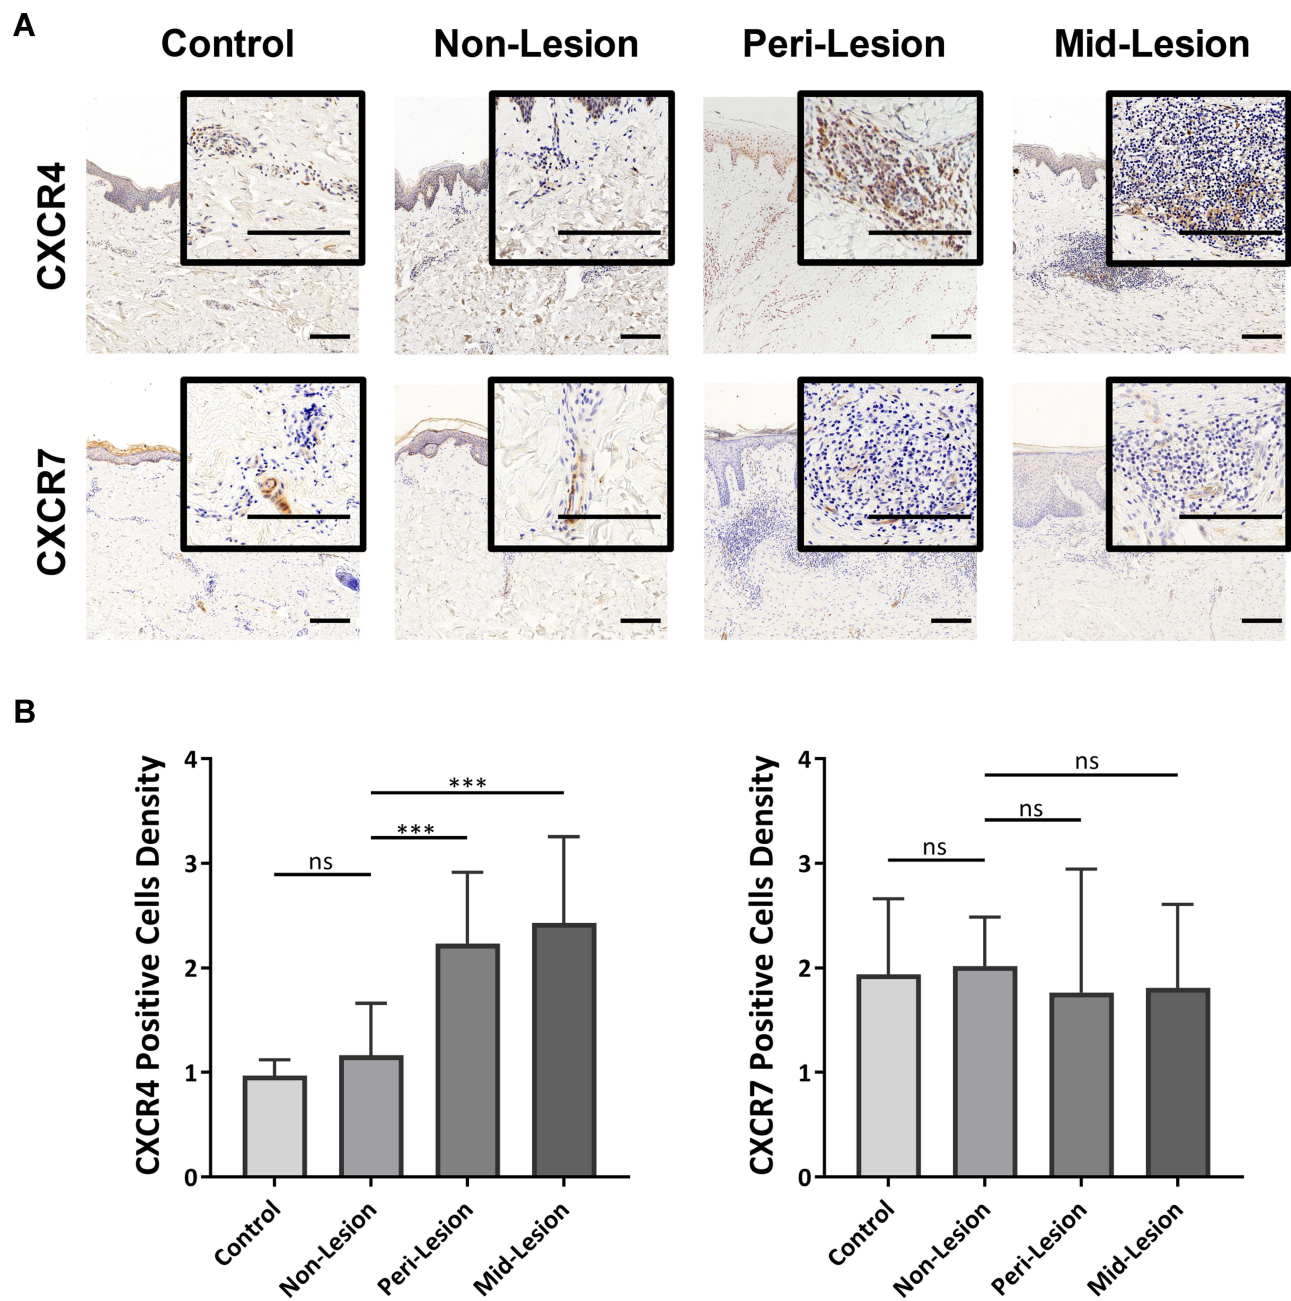 A
Control
Non-Lesion
Peri-Lesion
Mid-Lesion
CXCR4
CXCR7
B
CXCR4 Positive Cells Density
4
3
2
1
0
ns
***
***
Control
Non-Lesion
Peri-Lesion
Mid-Lesion
CXCR7 Positive Cells Density
4
3
2
1
0
ns
ns
ns
Control
Non-Lesion
Peri-Lesion
Mid-Lesion